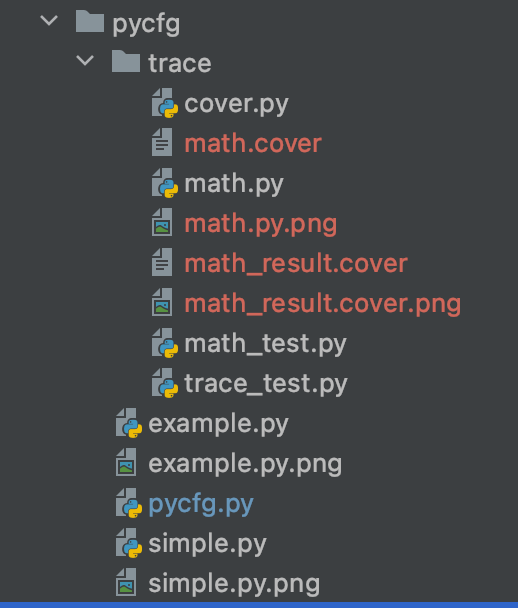 pycfg
trace
cover.py
math.cover
math.py
math.py.png
math_result.cover
math_result.cover.png
math_test.py
trace_test.py
example.py
example.py.png
pycfg.py
simple.py
simple.py.png